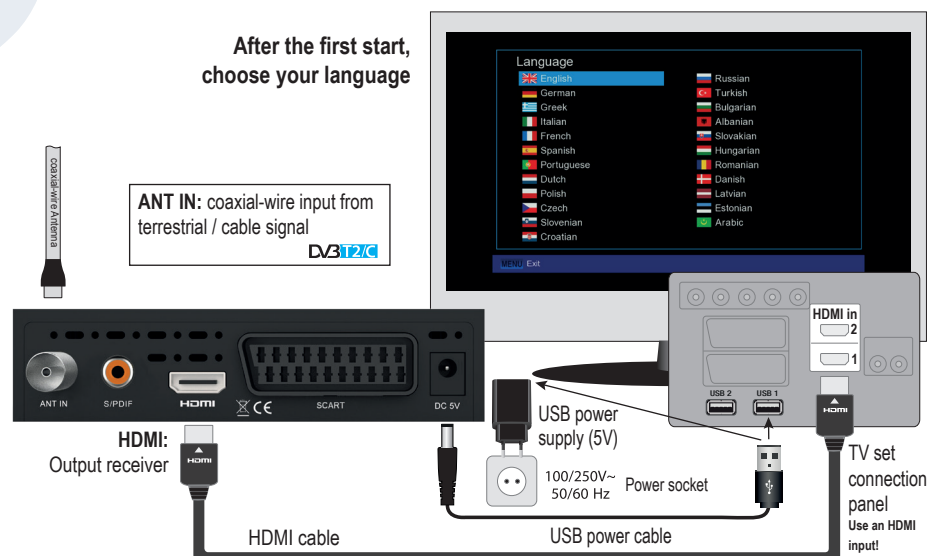 After the first start,
choose your language
Language
English
German
Greek
Italian
French
Spanish
Portuguese
Dutch
Polish
Czech
Slovenian
Croatian
Russian
Turkish
Bulgarian
Albanian
Slovakian
Hungarian
Romanian
Danish
Latvian
Estonian
Arabic
MENU Exit
coaxial-wire Antenna
ANT IN: coaxial-wire input from
terrestrial / cable signal
DVB T2/C
HDMI in
2
1
USB 2
USB 1
HDMI
ANT IN
S/PDIF
HDMI
CE
SCART
DC 5V
HDMI:
Output receiver
HDMI
USB power
supply (5V)
100/250V~
50/60 Hz
Power socket
TV set
connection
panel
Use an HDMI
input!
HDMI cable
USB power cable